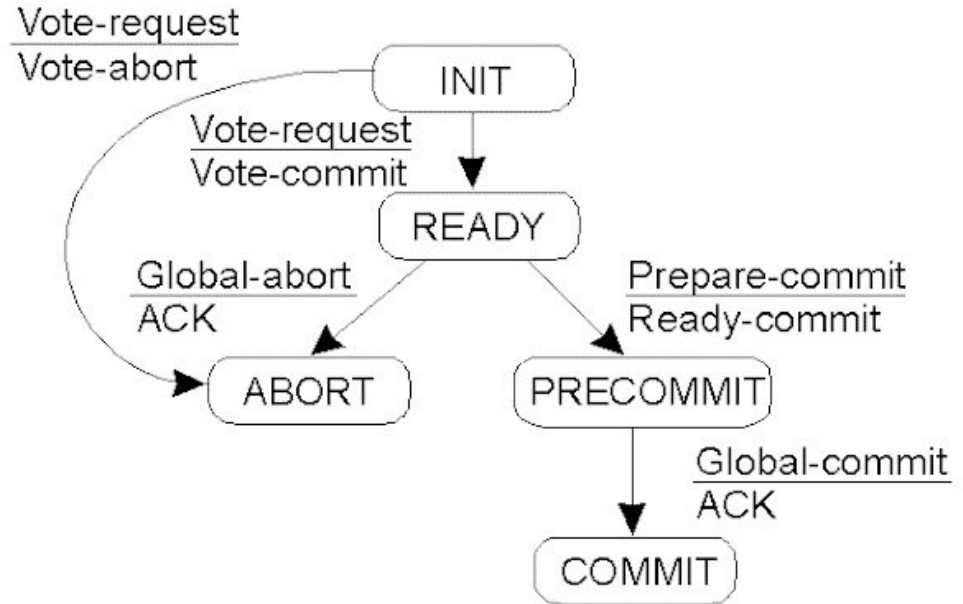 Vote-request
Vote-abort
INIT
Vote-request
Vote-commit
READY
Global-abort
ACK
Prepare-commit
Ready-commit
ABORT
PRECOMMIT
Global-commit
ACK
COMMIT